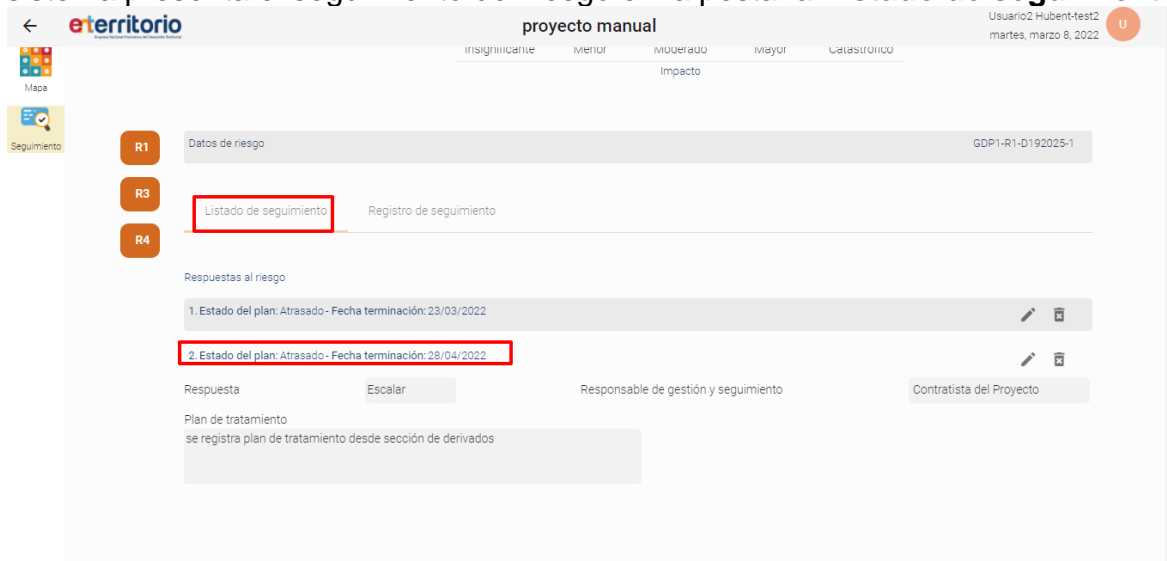 proyecto manual
Usuario2 Hubent-test2
martes, marzo 8, 2022
U
eterritorio
Insignificante Menor Moderado Mayor Catastrófico
Impacto
Mapa
Seguimiento
R1
R3
R4
Datos de riesgo GDP1-R1-D192025-1
Listado de seguimiento Registro de seguimiento
Respuestas al riesgo
1. Estado del plan: Atrasado - Fecha terminación: 23/03/2022
2. Estado del plan: Atrasado - Fecha terminación: 28/04/2022
Respuesta Escalar Responsable de gestión y seguimiento Contratista del Proyecto
Plan de tratamiento
se registra plan de tratamiento desde sección de derivados